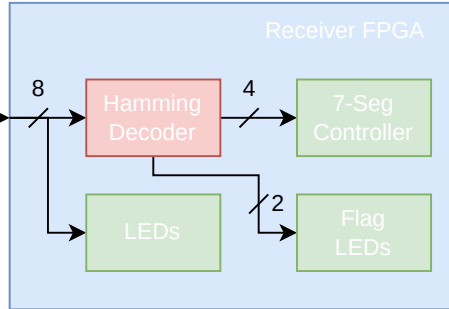 Receiver FPGA
8
Hamming
Decoder
4
7-Seg
Controller
LEDs
2
Flag
LEDs